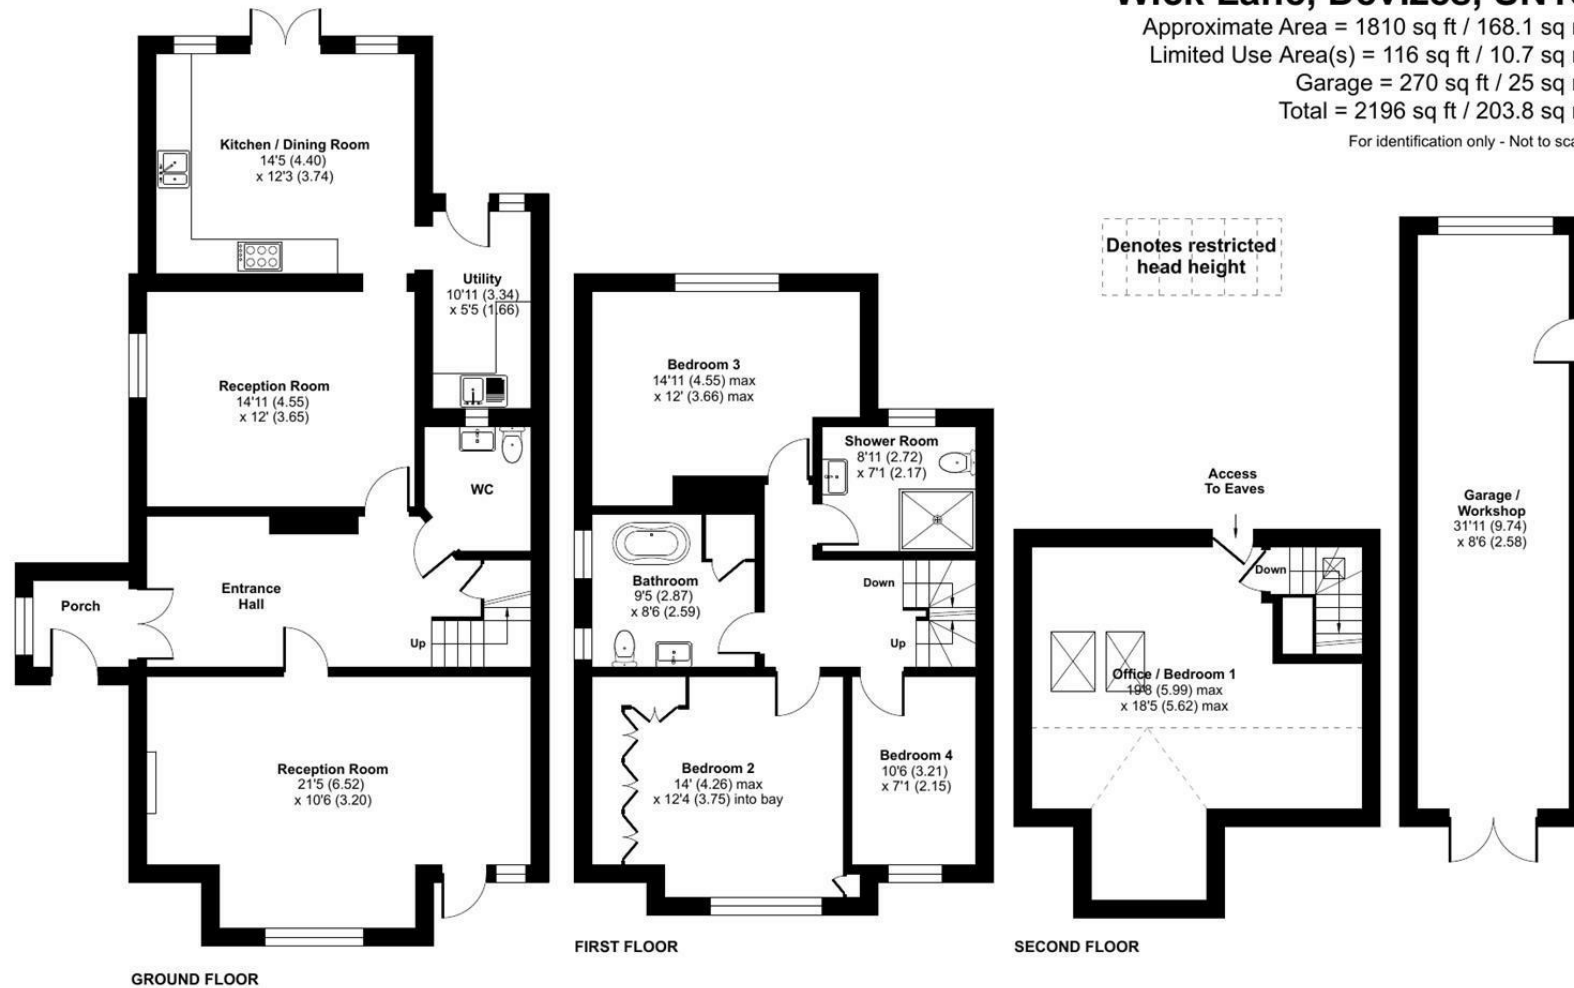 Approximate Area = 1810 sq ft / 168.1 sq
Limited Use Area(s) = 116 sq ft / 10.7 sq
Garage = 270 sq ft / 25 sq
Total = 2196 sq ft / 203.8 sq
For identification only - Not to
Kitchen / Dining Room
14'5 (4.40)
x 12'3 (3.74)
Utility
10'11 (3.34)
x 5'5 (1.66)
Reception Room
14'11 (4.55)
x 12' (3.65)
WC
Porch
Entrance
Hall
Up
Reception Room
21'5 (6.52)
x 10'6 (3.20)
GROUND FLOOR
Bedroom 3
14'11 (4.55) max
x 12' (3.66) max
Shower Room
8'11 (2.72)
x 7'1 (2.17)
Bathroom
9'5 (2.87)
x 8'6 (2.59)
Down
Up
Bedroom 2
14' (4.26) max
x 12'4 (3.75) into bay
Bedroom 4
10'6 (3.21)
x 7'1 (2.15)
FIRST FLOOR
Denotes restricted
head height
Access
To Eaves
Down
Office / Bedroom 1
19'8 (5.99) max
x 18'5 (5.62) max
SECOND FLOOR
Garage /
Workshop
31'11 (9.74)
x 8'6 (2.58)